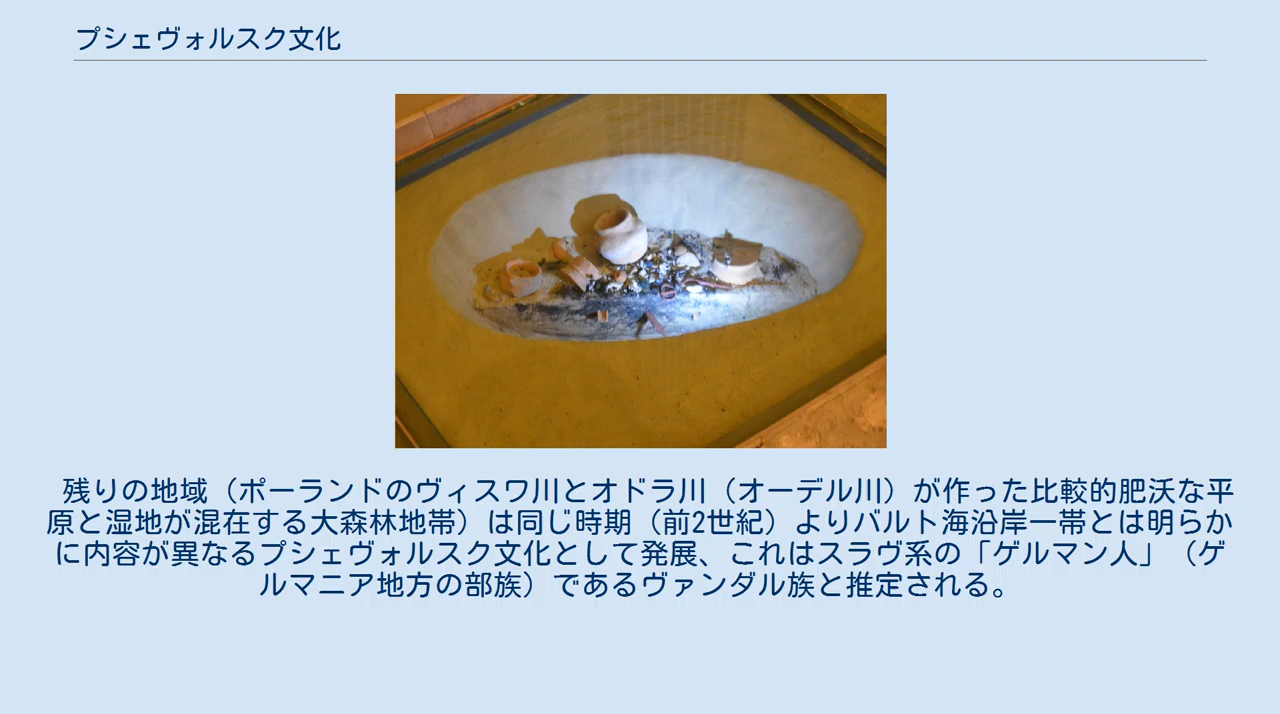 プシェヴォルスク文化
残りの地域（ポーランドのヴィスワ川とオドラ川（オーデル川）が作った比較的肥沃な平
原と湿地が混在する大森林地帯）は同じ時期（前2世紀）よりバルト海沿岸一帯とは明らか
に内容が異なるプシェヴォルスク文化として発展、これはスラヴ系の「ゲルマン人」（ゲ
ルマニア地方の部族）であるヴァンダル族と推定される。